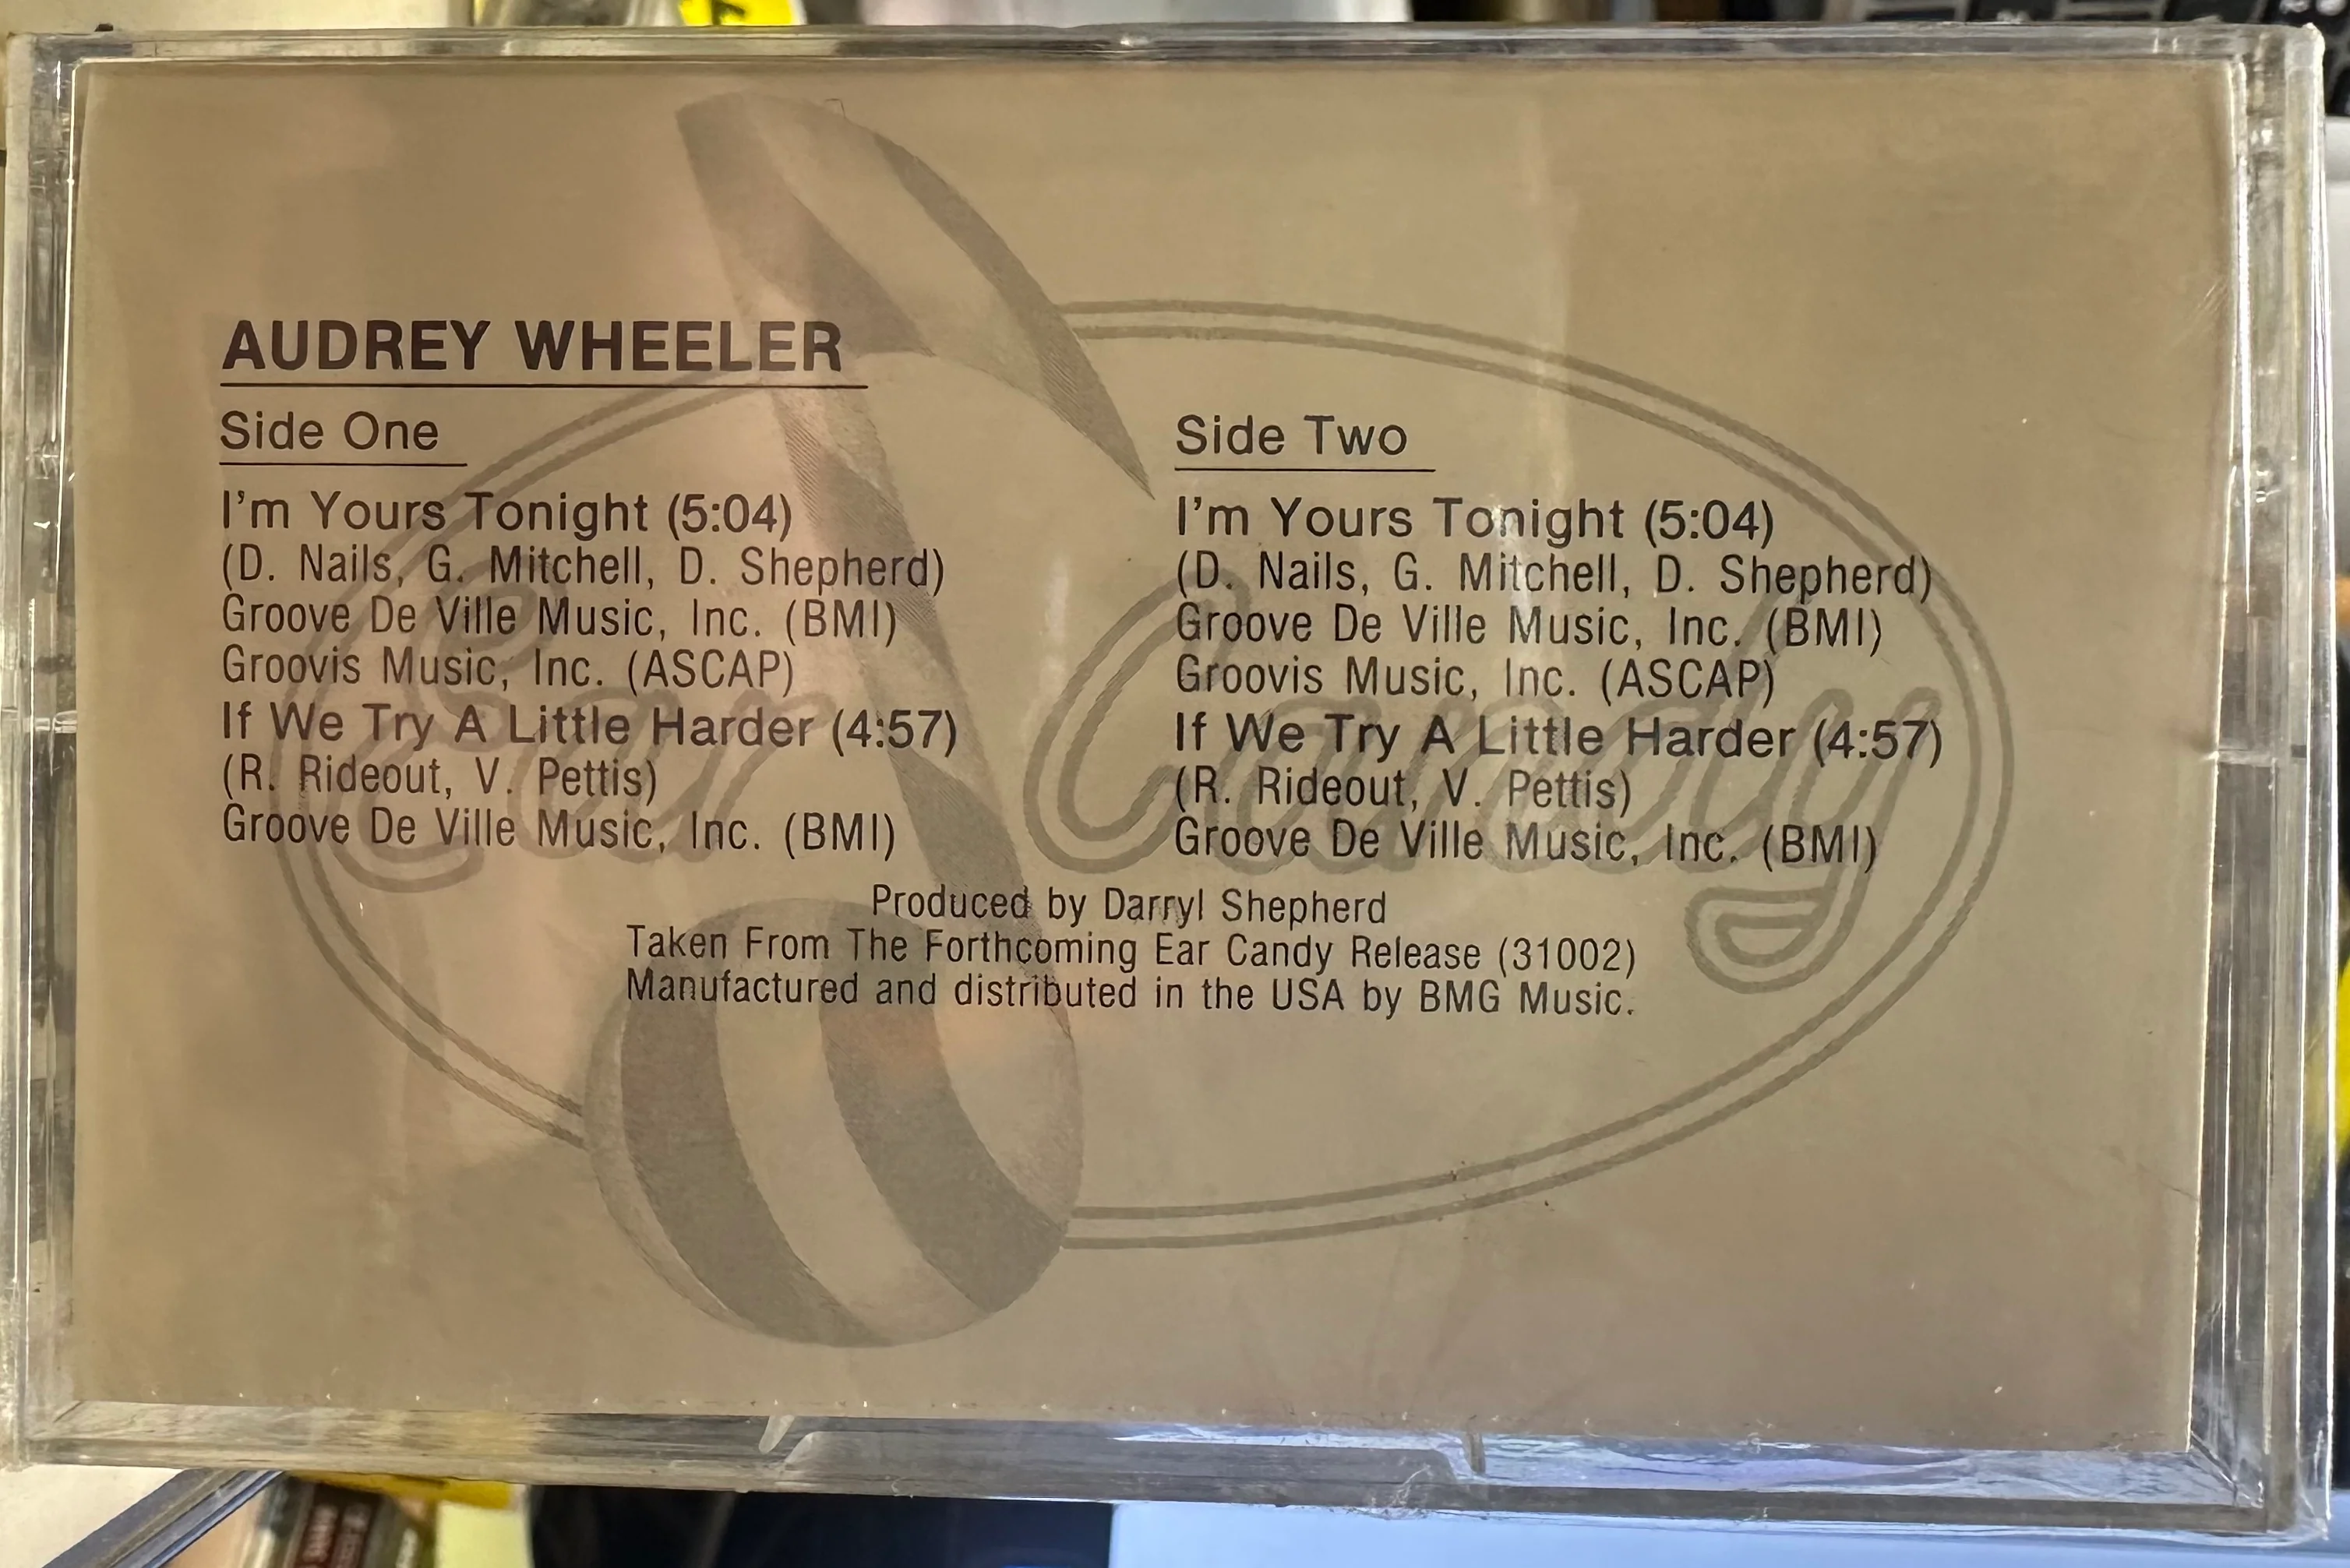 AUDREY WHEELER
Side One
I'm Yours Tonight (5:04)
(D. Nails, G. Mitchell, D. Shepherd)
Groove De Ville Music, Inc. (BMI)
Groovis Music, Inc. (ASCAP)
If We Try A Little Harder (4:57)
(R. Rideout, V. Pettis)
Groove De Ville Music, Inc. (BMI)
Side Two
I'm Yours Tonight (5:04)
(D. Nails, G. Mitchell, D. Shepherd)
Groove De Ville Music, Inc. (BMI)
Groovis Music, Inc. (ASCAP)
If We Try A Little Harder (4:57)
(R. Rideout, V. Pettis)
Groove De Ville Music, Inc. (BMI)
Produced by Darryl Shepherd
Taken From The Forthcoming Ear Candy Release (31002)
Manufactured and distributed in the USA by BMG Music.
Ear Candy